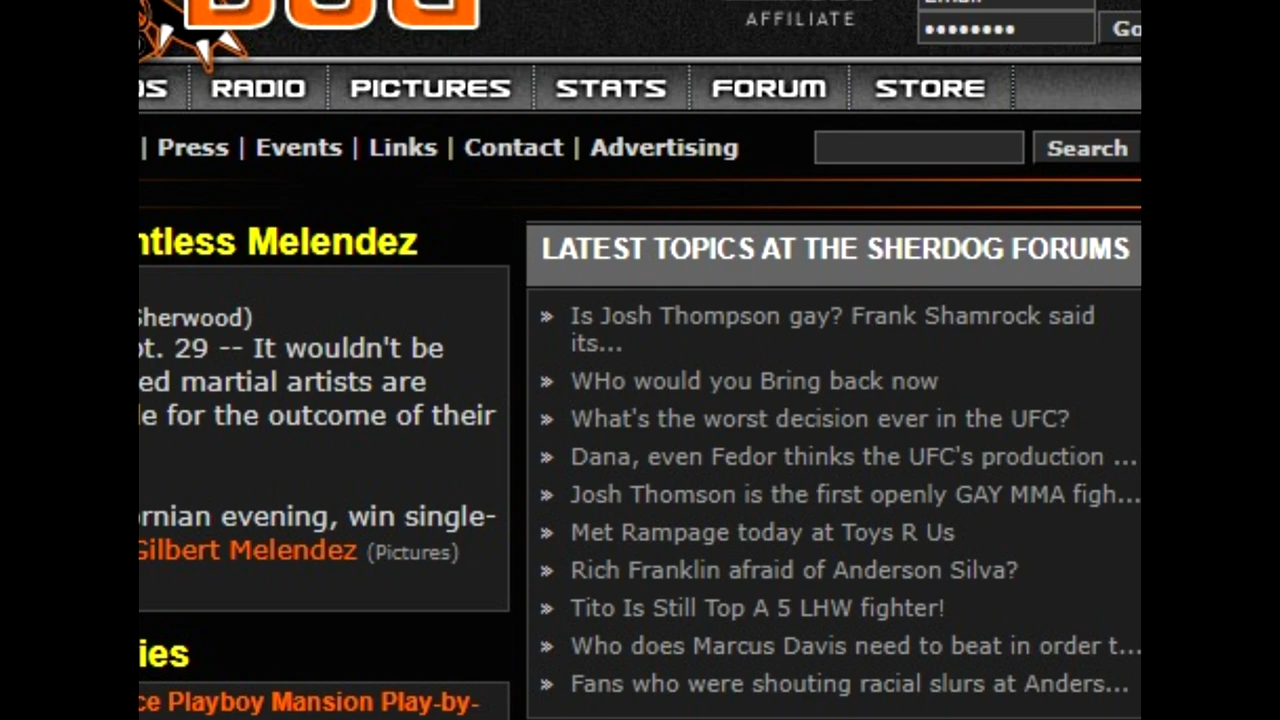 DOG
AFFILIATE
Email
••••••••
Go
OS
RADIO
PICTURES
STATS
FORUM
STORE
| Press | Events | Links | Contact | Advertising
Search
ntless Melendez
Sherwood)
pt. 29 -- It wouldn't be
ed martial artists are
le for the outcome of their
ornian evening, win single-
Gilbert Melendez (Pictures)
ies
ce Playboy Mansion Play-by-
LATEST TOPICS AT THE SHERDOG FORUMS
» Is Josh Thompson gay? Frank Shamrock said
its...
» WHo would you Bring back now
» What's the worst decision ever in the UFC?
» Dana, even Fedor thinks the UFC's production ...
» Josh Thomson is the first openly GAY MMA figh...
» Met Rampage today at Toys R Us
» Rich Franklin afraid of Anderson Silva?
» Tito Is Still Top A 5 LHW fighter!
» Who does Marcus Davis need to beat in order t...
» Fans who were shouting racial slurs at Anders...